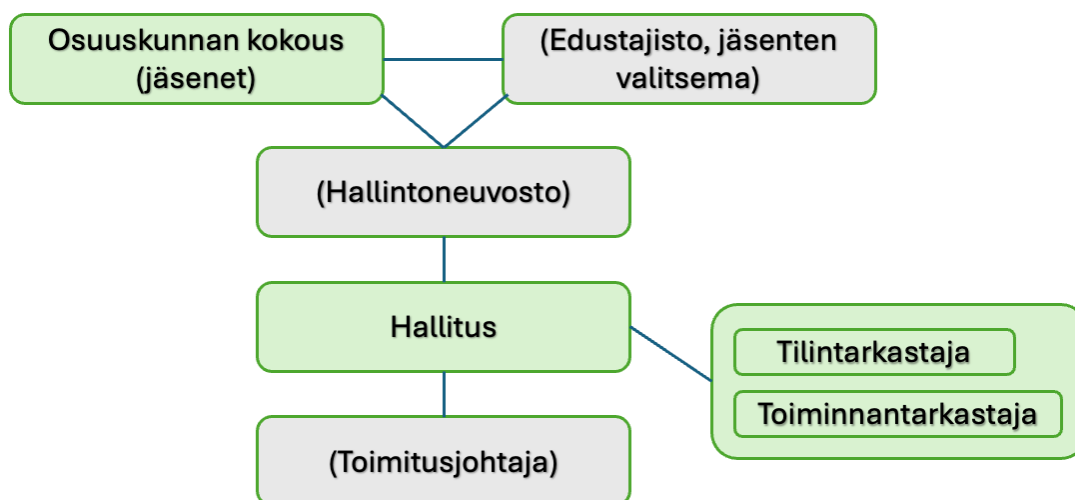 Osuuskunnan kokous
(jäsenet)
(Edustajisto, jäsenten
valitsema)
(Hallintoneuvosto)
Hallitus
Tilintarkastaja
Toiminnantarkastaja
(Toimitusjohtaja)